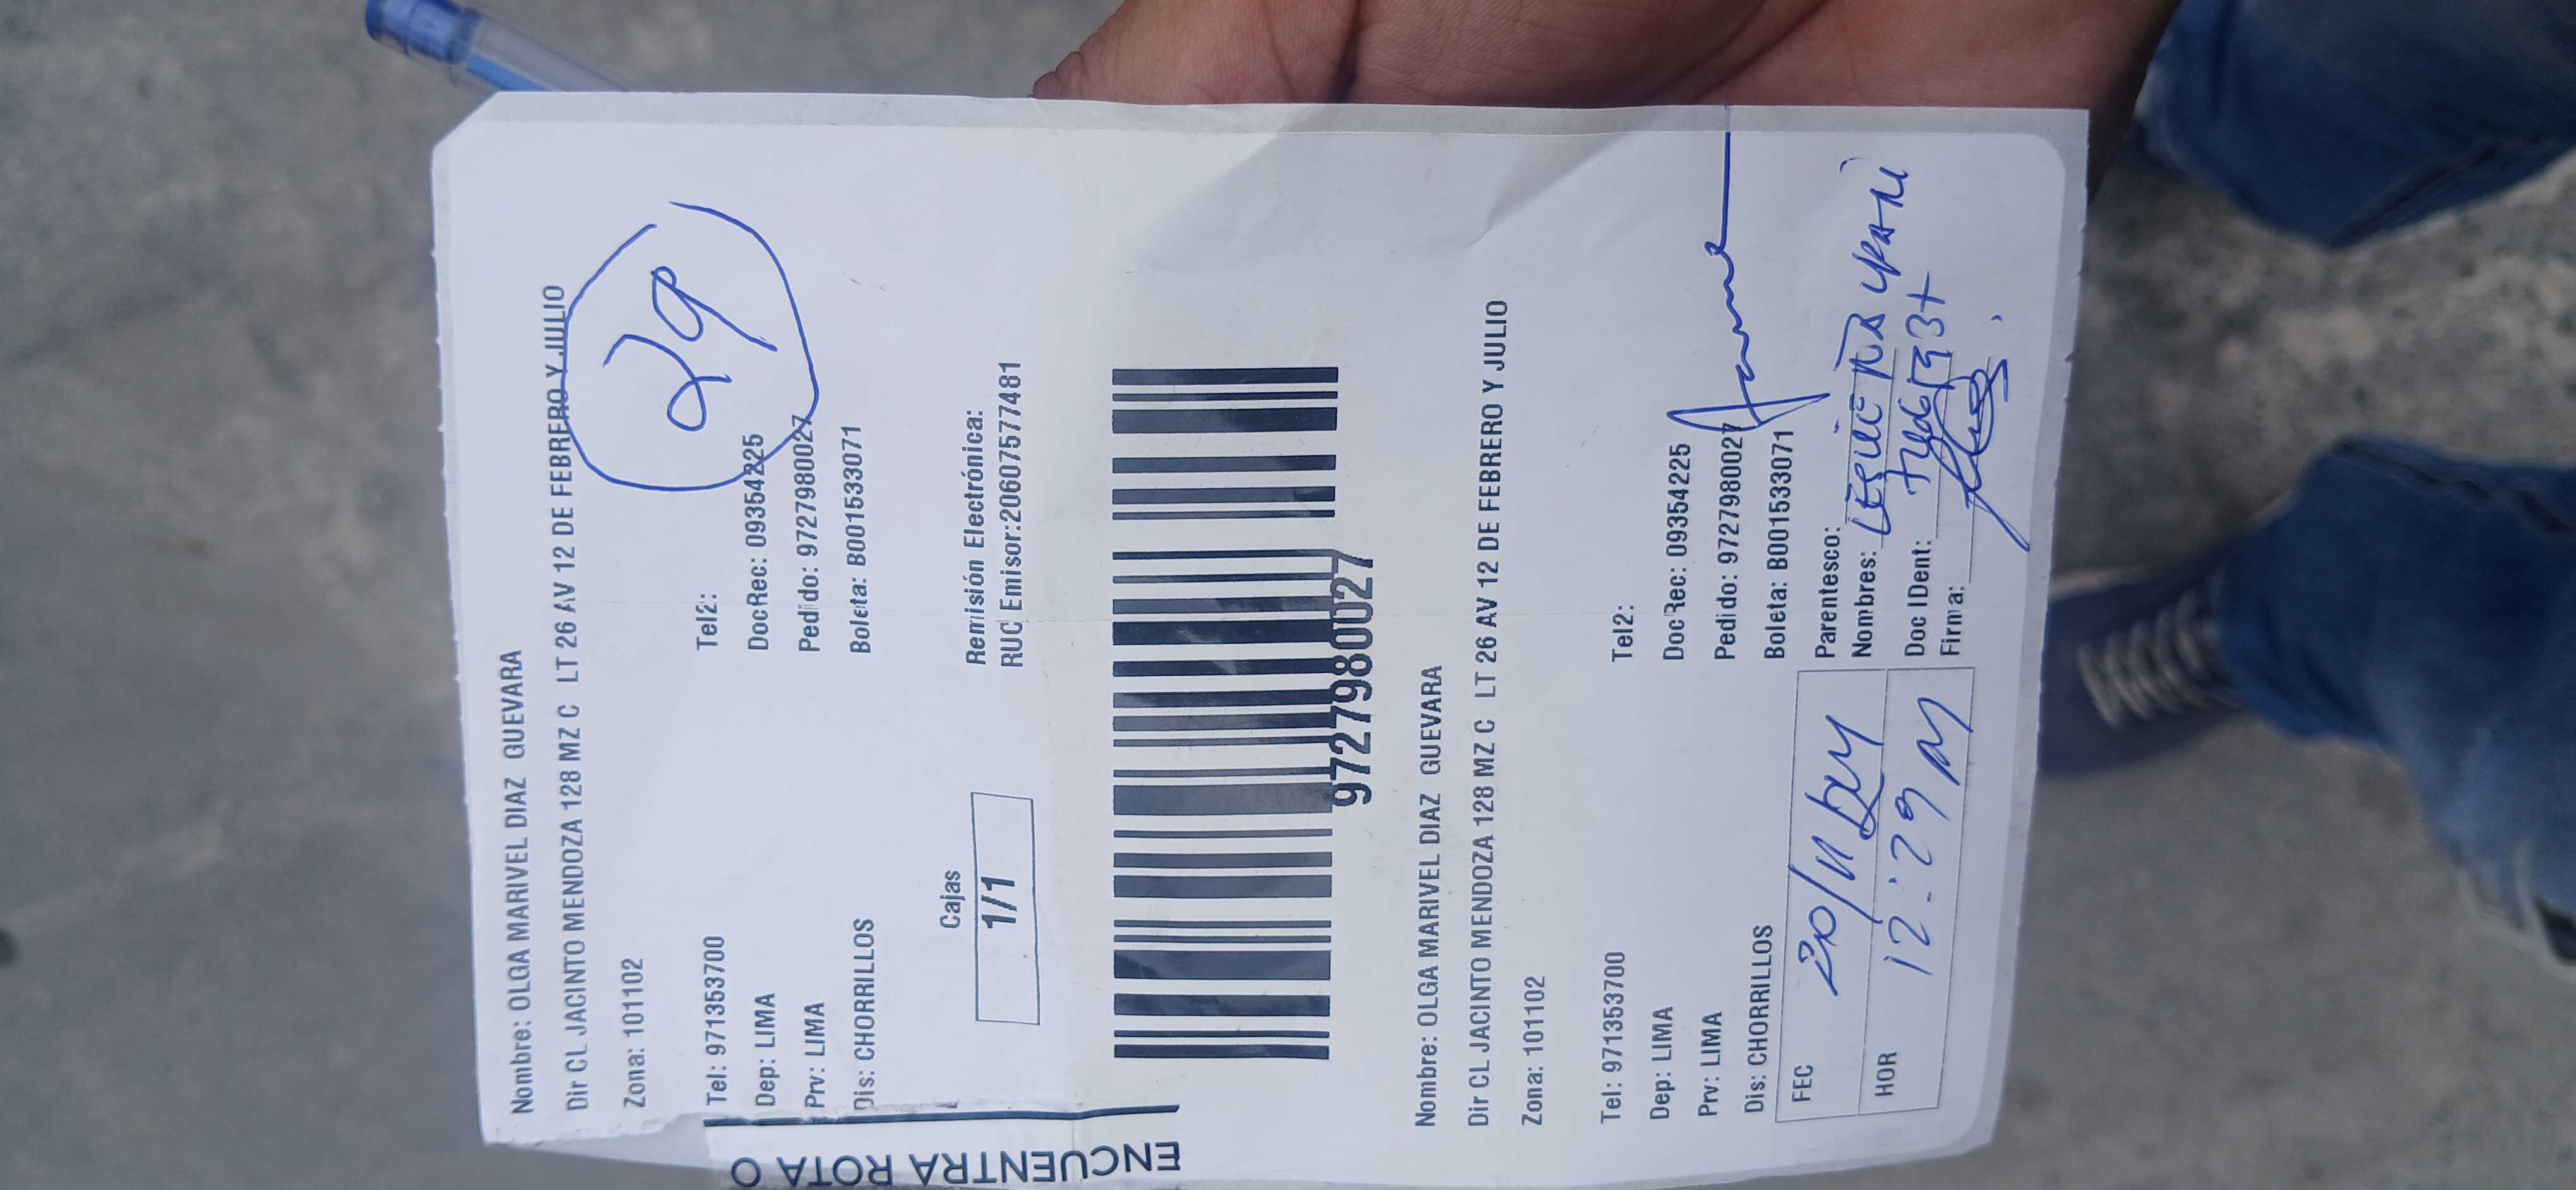 Nombre: OLGA MARIVEL DIAZ GUEVARA
Dir CL JACINTO MENDOZA 128 MZ C LT 26 AV 12 DE FEBRERO Y JULIO
Zona: 101102
29
Tel: 971353700 Tel2:
Dep: LIMA DocRec: 09354225
Prv: LIMA Pedido: 9727980027
Dis: CHORRILLOS Boleta: B001533071
Cajas Remisión Electrónica:
1/1 RUC Emisor:20607577481
9727980027
Nombre: OLGA MARIVEL DIAZ GUEVARA
Dir CL JACINTO MENDOZA 128 MZ C LT 26 AV 12 DE FEBRERO Y JULIO
Zona: 101102
Tel: 971353700 Tel2:
Dep: LIMA DocRec: 09354225
Prv: LIMA Pedido: 9727980027
Dis: CHORRILLOS Boleta: B001533071
FEC 20/11 Parentesco:
Nombres:
HOR 12:29 Doc IDent:
Firma:
ENCUENTRA ROTA O